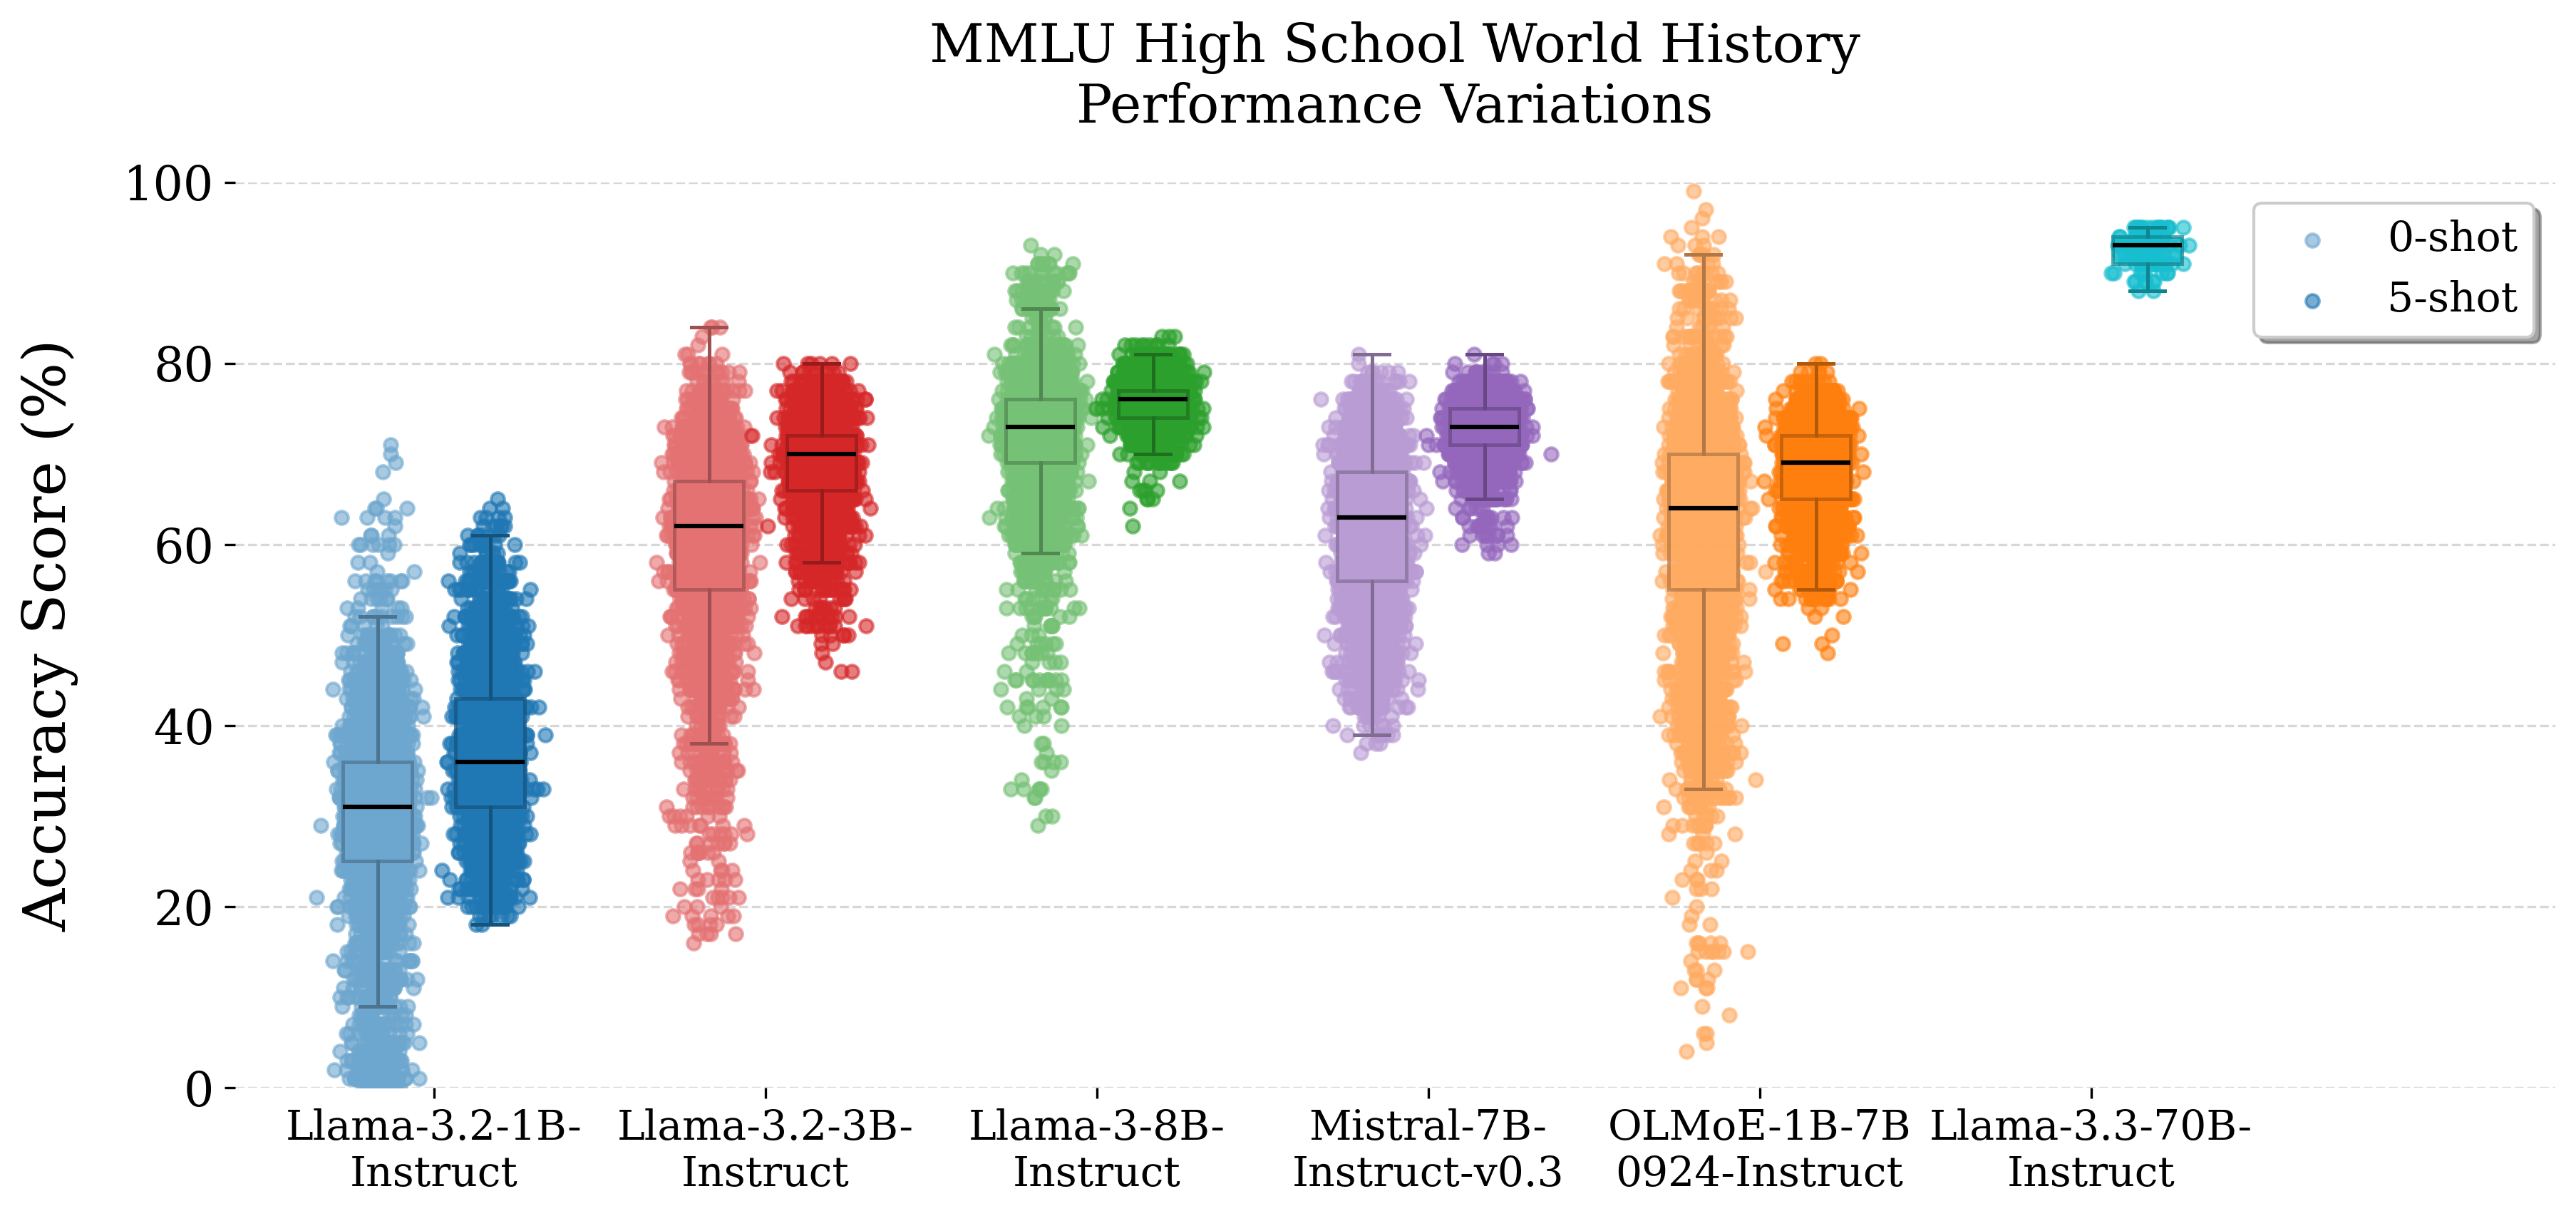 MMLU High School World History
Performance Variations
Accuracy Score (%)
100
80
60
40
20
0
0-shot
5-shot
Llama-3.2-1B-
Instruct
Llama-3.2-3B-
Instruct
Llama-3-8B-
Instruct
Mistral-7B-
Instruct-v0.3
OLMoE-1B-7B
0924-Instruct
Llama-3.3-70B-
Instruct